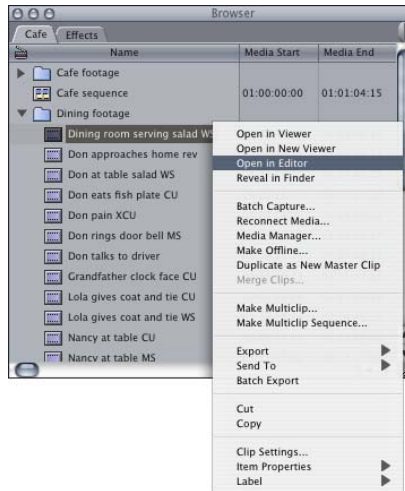 Browser
Cafe Effects
Name Media Start Media End
Cafe footage
Cafe sequence 01:00:00:00 01:01:04:15
Dining footage
Dining room serving salad WS
Don approaches home rev
Don at table salad WS
Don eats fish plate CU
Don pain XCU
Don rings door bell MS
Don talks to driver
Grandfather clock face CU
Lola gives coat and tie CU
Lola gives coat and tie WS
Nancy at table CU
Nancy at table MS
Open in Viewer
Open in New Viewer
Open in Editor
Reveal in Finder
Batch Capture...
Reconnect Media...
Media Manager...
Make Offline...
Duplicate as New Master Clip
Merge Clips...
Make Multiclip...
Make Multiclip Sequence...
Export
Send To
Batch Export
Cut
Copy
Clip Settings...
Item Properties
Label